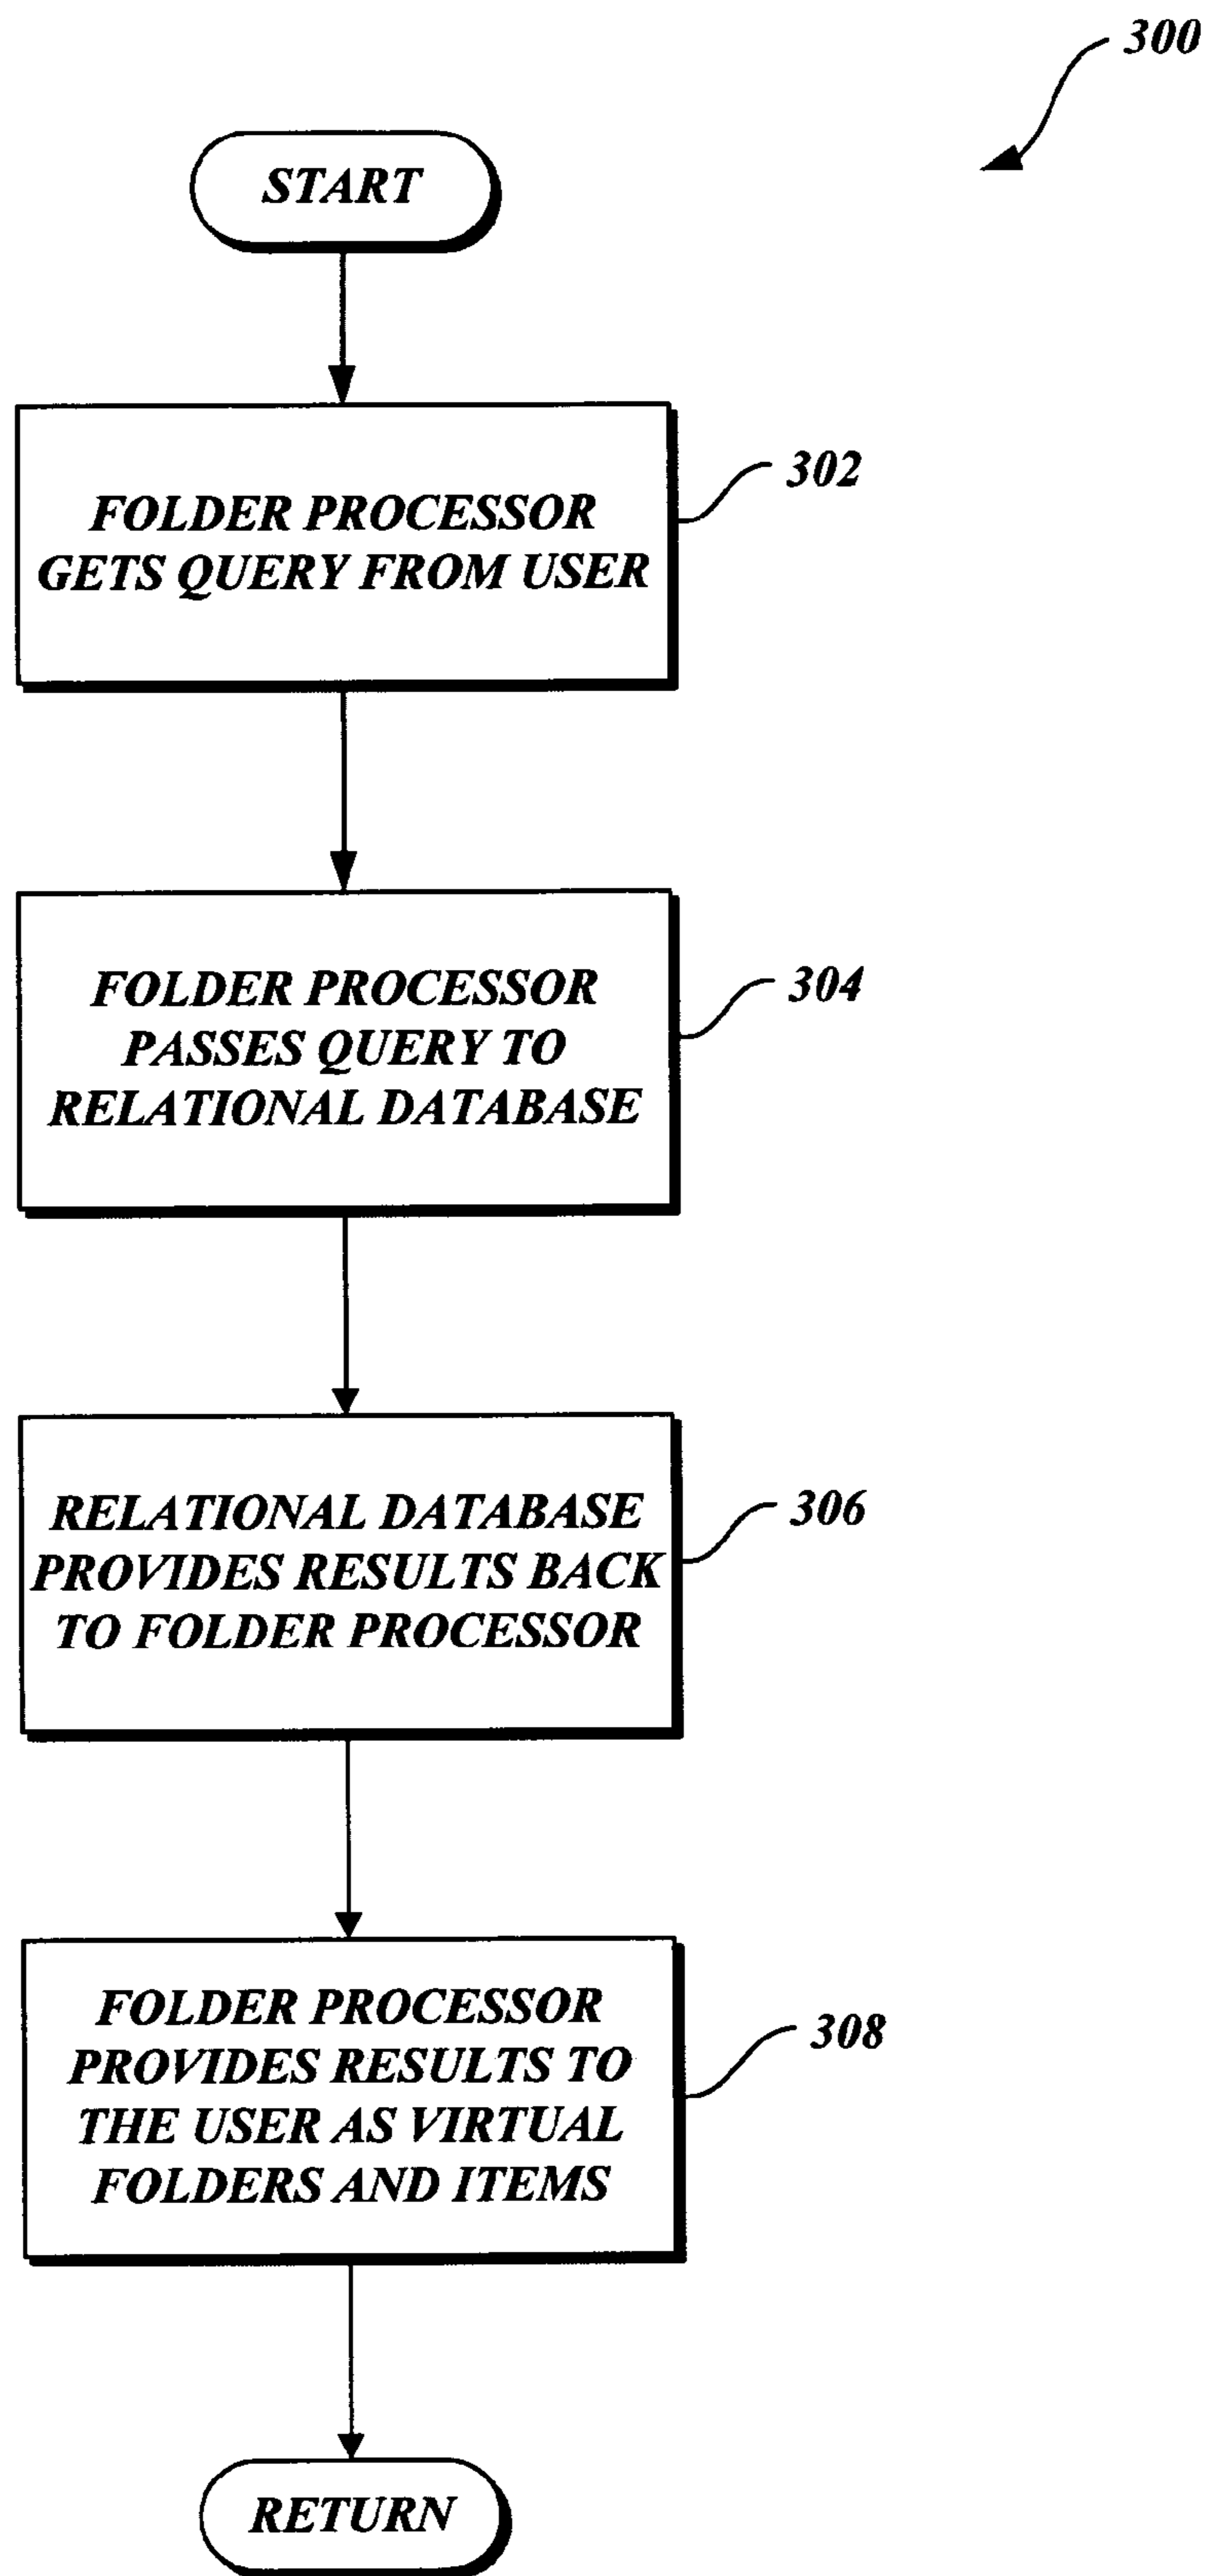 300
START
FOLDER PROCESSOR
GETS QUERY FROM USER
302
FOLDER PROCESSOR
PASSES QUERY TO
RELATIONAL DATABASE
304
RELATIONAL DATABASE
PROVIDES RESULTS BACK
TO FOLDER PROCESSOR
306
FOLDER PROCESSOR
PROVIDES RESULTS TO
THE USER AS VIRTUAL
FOLDERS AND ITEMS
308
RETURN